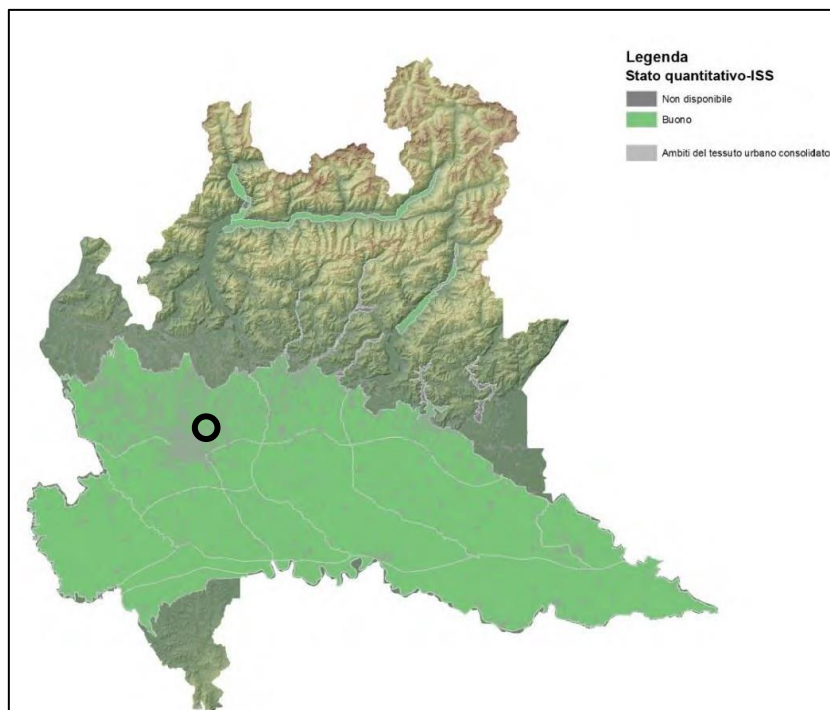 Legenda
Stato quantitativo-ISS
Non disponibile
Buono
Ambiti del tessuto urbano consolidato